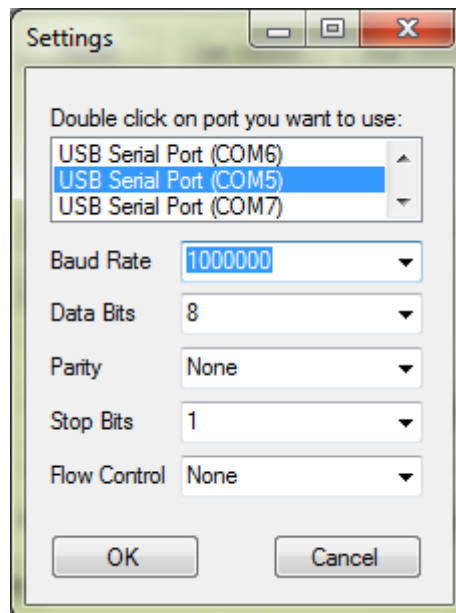 Settings
Double click on port you want to use:
USB Serial Port (COM6)
USB Serial Port (COM5)
USB Serial Port (COM7)
Baud Rate 1000000
Data Bits 8
Parity None
Stop Bits 1
Flow Control None
OK Cancel